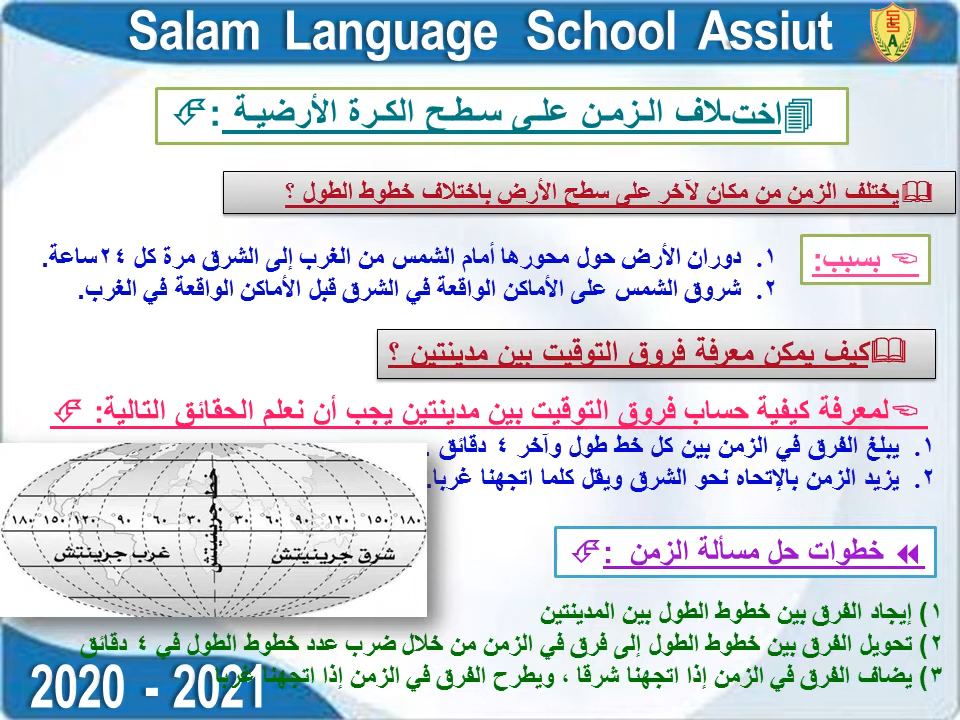 Salam Language School Assiut
اختلاف الزمن على سطح الكرة الأرضية :
يختلف الزمن من مكان لآخر على سطح الأرض باختلاف خطوط الطول ؟
بسبب:
١. دوران الأرض حول محورها أمام الشمس من الغرب إلى الشرق مرة كل ٢٤ساعة.
٢. شروق الشمس على الأماكن الواقعة في الشرق قبل الأماكن الواقعة في الغرب.
كيف يمكن معرفة فروق التوقيت بين مدينتين ؟
لمعرفة كيفية حساب فروق التوقيت بين مدينتين يجب أن نعلم الحقائق التالية:
١. يبلغ الفرق في الزمن بين كل خط طول وآخر ٤ دقائق .
٢. يزيد الزمن بالإتحاه نحو الشرق ويقل كلما اتجهنا غربا.
خط جرينتش
١٨٠ ١٥٠ ١٢٠ ٩٠ ٦٠ ٣٠ ٣٠ ٦٠ ٩٠ ١٢٠ ١٥٠ ١٨٠
غرب جرينتش
شرق جرينيتش
خطوات حل مسألة الزمن :
١) إيجاد الفرق بين خطوط الطول بين المدينتين
٢) تحويل الفرق بين خطوط الطول إلى فرق في الزمن من خلال ضرب عدد خطوط الطول في ٤ دقائق
٣) يضاف الفرق في الزمن إذا اتجهنا شرقا ، ويطرح الفرق في الزمن إذا اتجهنا غربا
2020 - 2021